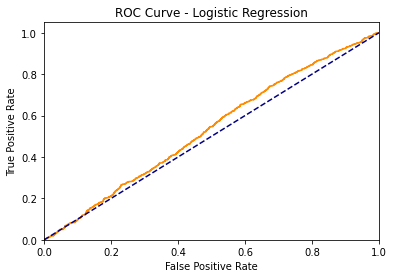 ROC Curve - Logistic Regression
True Positive Rate
1.0
0.8
0.6
0.4
0.2
0.0
0.0 0.2 0.4 0.6 0.8 1.0
False Positive Rate